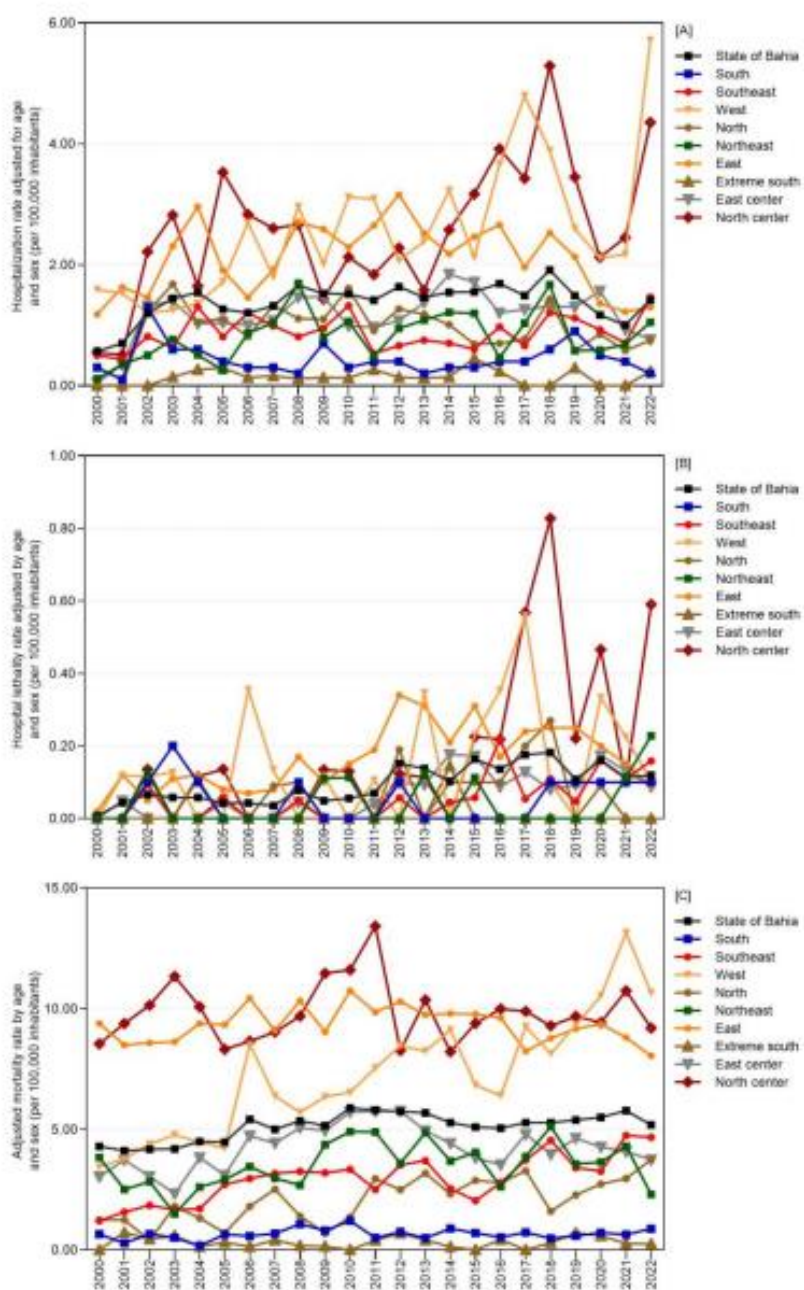 [A]
Hospitalization rate adjusted for age
and sex (per 100,000 inhabitants)
6.00
4.00
2.00
0.00
2000 2001 2002 2003 2004 2005 2006 2007 2008 2009 2010 2011 2012 2013 2014 2015 2016 2017 2018 2019 2020 2021 2022
State of Bahia
South
Southeast
West
North
Northeast
East
Extreme south
East center
North center
[B]
Hospital lethality rate adjusted by age
and sex (per 100,000 inhabitants)
1.00
0.80
0.60
0.40
0.20
0.00
2000 2001 2002 2003 2004 2005 2006 2007 2008 2009 2010 2011 2012 2013 2014 2015 2016 2017 2018 2019 2020 2021 2022
State of Bahia
South
Southeast
West
North
Northeast
East
Extreme south
East center
North center
[C]
Adjusted mortality rate by age
and sex (per 100,000 inhabitants)
15.00
10.00
5.00
0.00
2000 2001 2002 2003 2004 2005 2006 2007 2008 2009 2010 2011 2012 2013 2014 2015 2016 2017 2018 2019 2020 2021 2022
State of Bahia
South
Southeast
West
North
Northeast
East
Extreme south
East center
North center